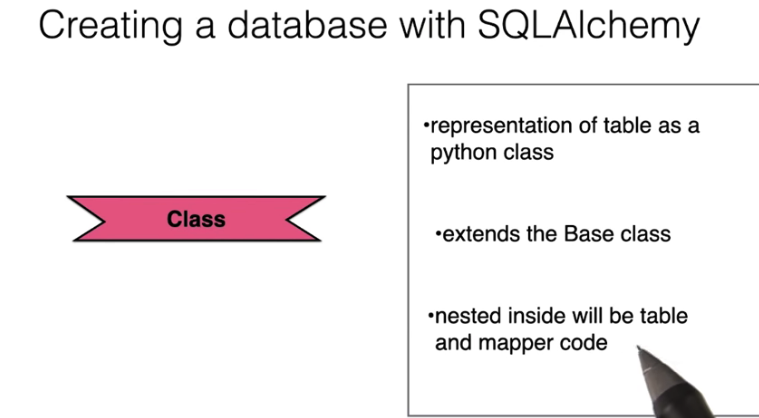 Creating a database with SQLAlchemy
Class
•representation of table as a
python class
•extends the Base class
•nested inside will be table
and mapper code